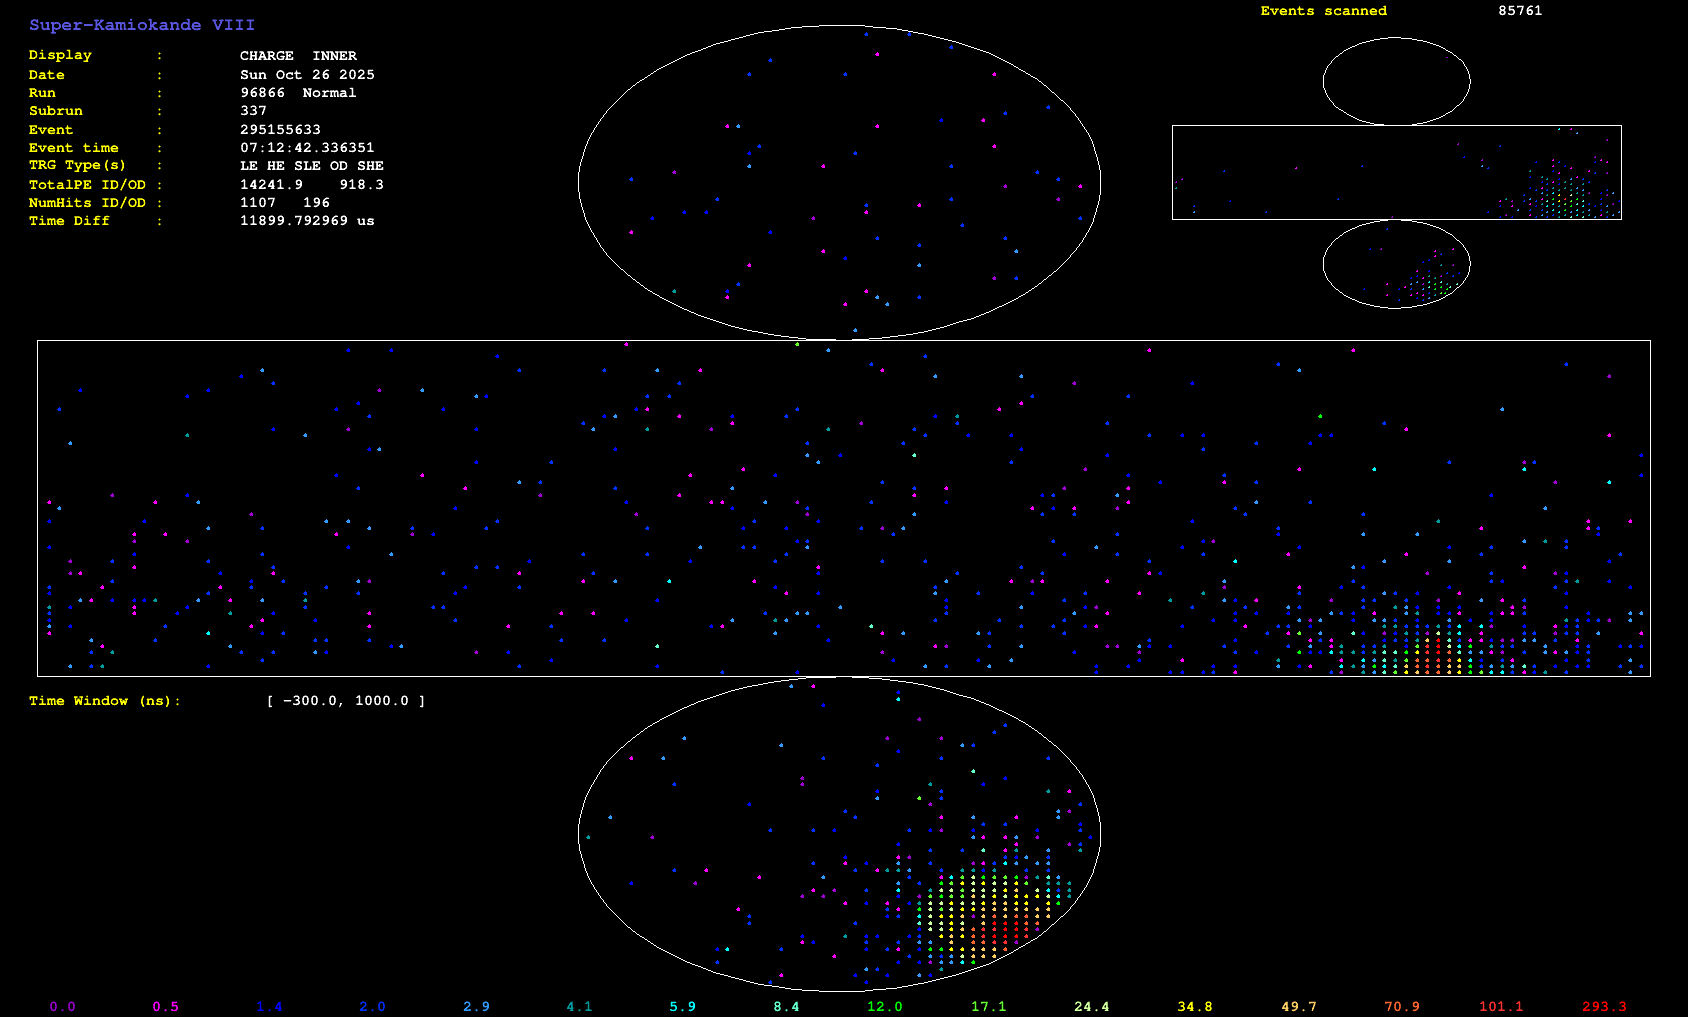 Super-Kamiokande VIII
Events scanned 85761
Display : CHARGE INNER
Date : Sun Oct 26 2025
Run : 96866 Normal
Subrun : 337
Event : 295155633
Event time : 07:12:42.336351
TRG Type(s) : LE HE SLE OD SHE
TotalPE ID/OD : 14241.9 918.3
NumHits ID/OD : 1107 196
Time Diff : 11899.792969 us
Time Window (ns): [ -300.0, 1000.0 ]
0.0 0.5 1.4 2.0 2.9 4.1 5.9 8.4 12.0 17.1 24.4 34.8 49.7 70.9 101.1 293.3